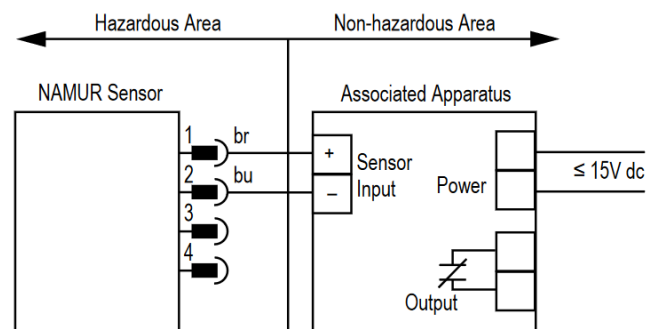 Hazardous Area
Non-hazardous Area
NAMUR Sensor
Associated Apparatus
1
br
+
Sensor
Input
2
bu
–
Power
≤ 15V dc
3
4
Output